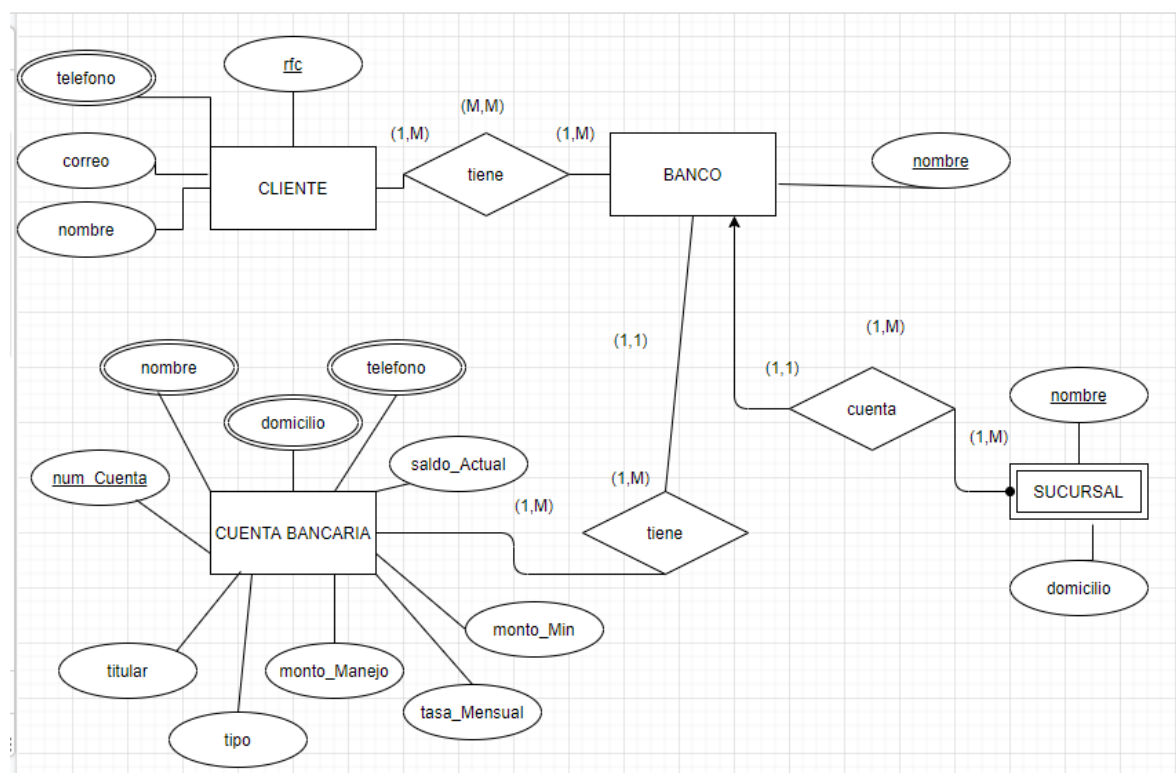 rfc
telefono
(M,M)
(1,M)
(1,M)
correo
tiene
BANCO
nombre
CLIENTE
nombre
(1,M)
(1,1)
nombre
telefono
(1,1)
nombre
cuenta
domicilio
(1,M)
saldo_Actual
num_Cuenta
(1,M)
SUCURSAL
(1,M)
CUENTA BANCARIA
tiene
domicilio
monto_Min
titular
monto_Manejo
tasa_Mensual
tipo